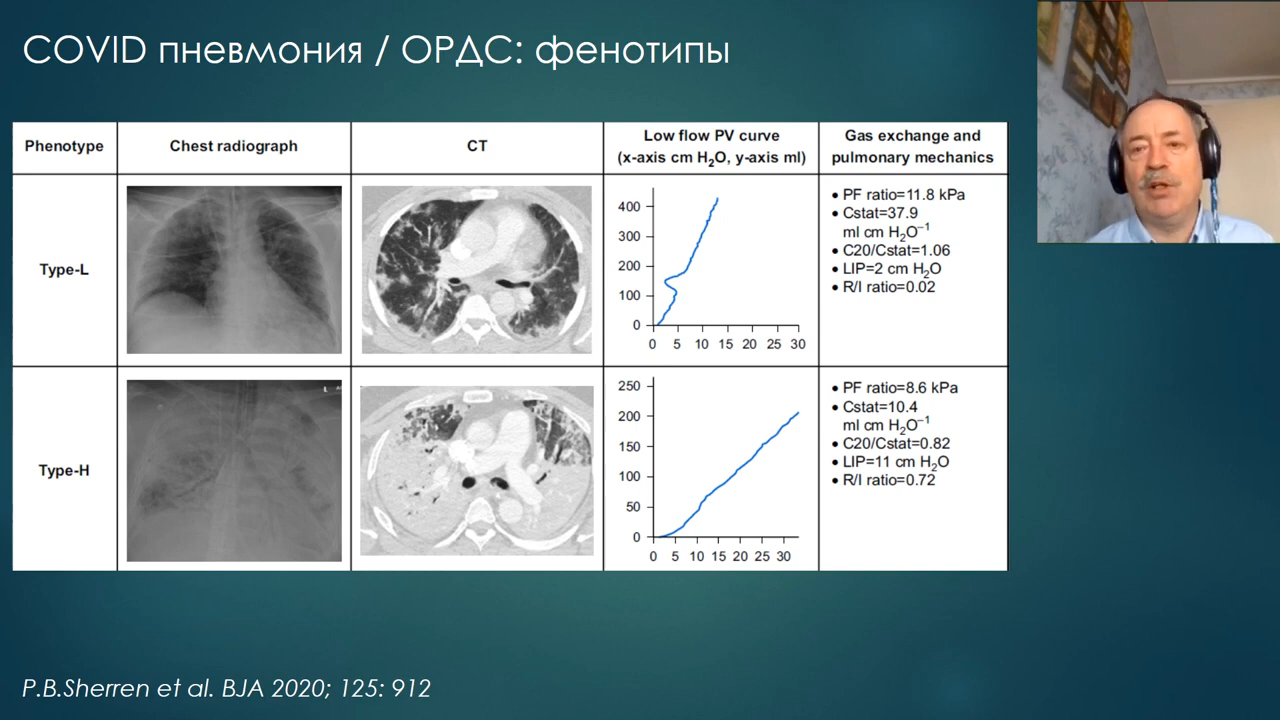 COVID пневмония / ОРДС: фенотипы
Phenotype
Chest radiograph
CT
Low flow PV curve
(x-axis cm H₂O, y-axis ml)
Gas exchange and
pulmonary mechanics
Type-L
400
300
200
100
0
0 5 10 15 20 25 30
• PF ratio=11.8 kPa
• Cstat=37.9
ml cm H₂O⁻¹
• C20/Cstat=1.06
• LIP=2 cm H₂O
• R/I ratio=0.02
Type-H
250
200
150
100
50
0
0 5 10 15 20 25 30
• PF ratio=8.6 kPa
• Cstat=10.4
ml cm H₂O⁻¹
• C20/Cstat=0.82
• LIP=11 cm H₂O
• R/I ratio=0.72
P.B.Sherren et al. BJA 2020; 125: 912